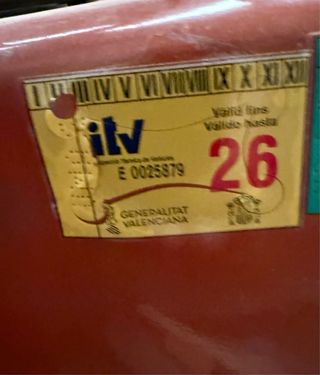 I II III IV V VI VII VIII IX X XI XII
itv
Vàlid fins
Válido hasta
26
E 0025879
GENERALITAT
VALENCIANA